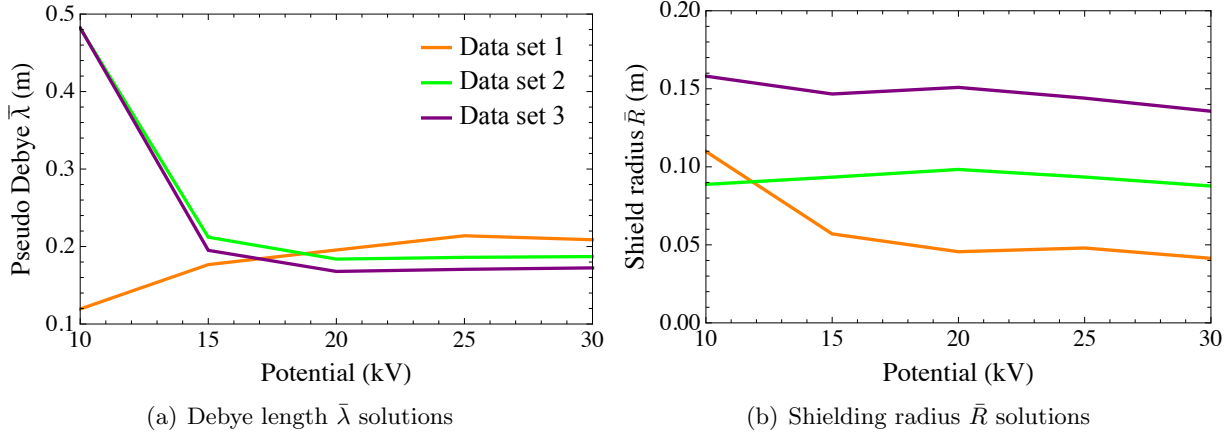 0.5
0.4
0.3
0.2
0.1
Pseudo Debye λ̄ (m)
Data set 1
Data set 2
Data set 3
10 15 20 25 30
Potential (kV)
(a) Debye length λ̄ solutions
0.20
0.15
0.10
0.05
0.00
Shield radius R̄ (m)
10 15 20 25 30
Potential (kV)
(b) Shielding radius R̄ solutions